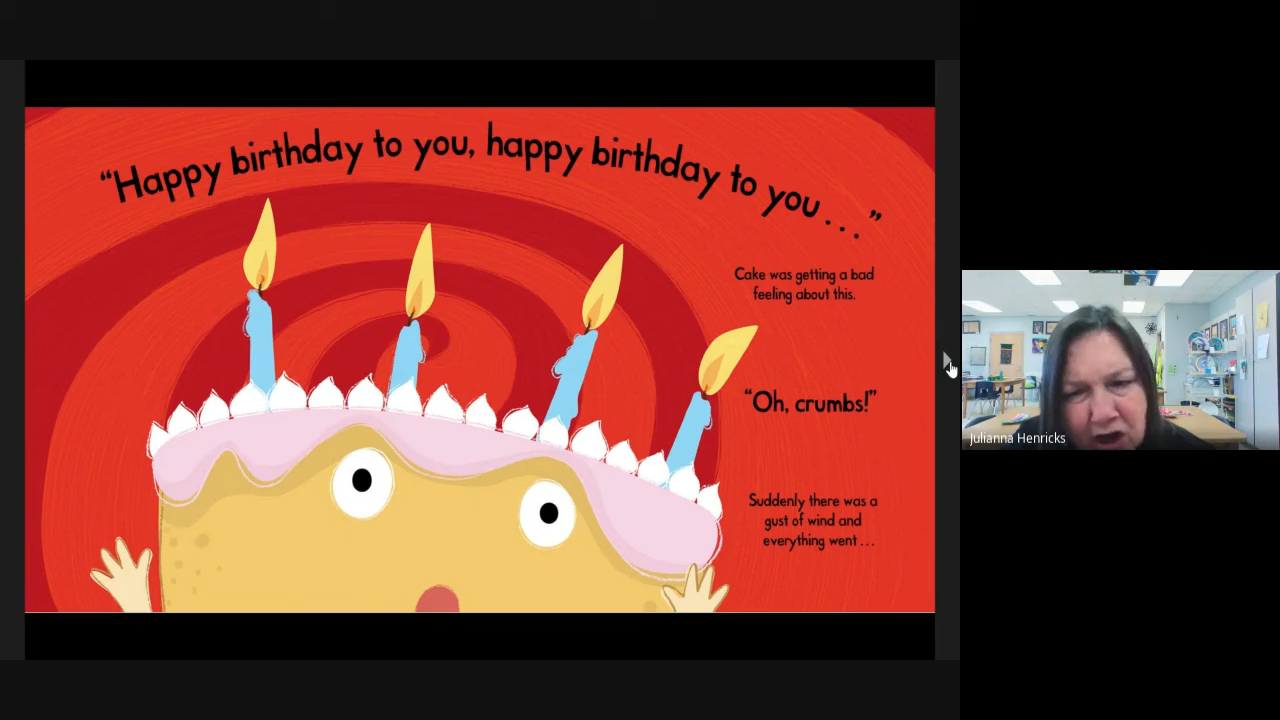 “Happy birthday to you, happy birthday to you . . . ”
Cake was getting a bad
feeling about this.
“Oh, crumbs!”
Julianna Henricks
Suddenly there was a
gust of wind and
everything went . . .